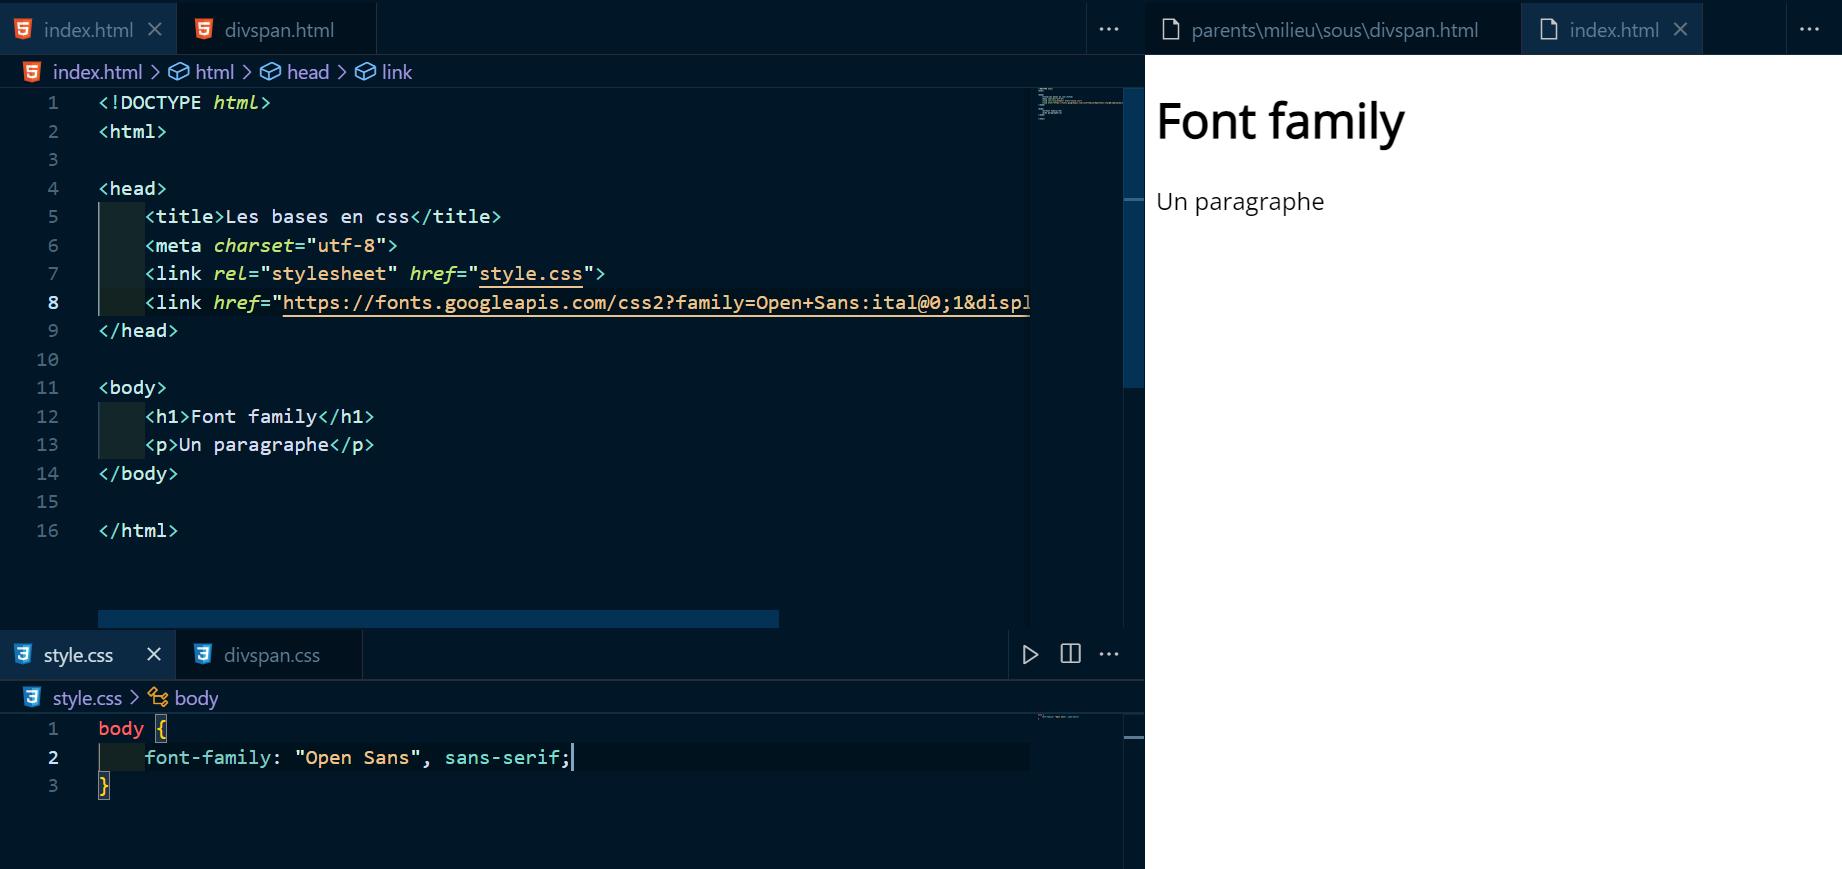 index.html divspan.html
index.html > html > head > link
1 <!DOCTYPE html>
2 <html>
3
4 <head>
5 <title>Les bases en css</title>
6 <meta charset="utf-8">
7 <link rel="stylesheet" href="style.css">
8 <link href="https://fonts.googleapis.com/css2?family=Open+Sans:ital@0;1&displ
9 </head>
10
11 <body>
12 <h1>Font family</h1>
13 <p>Un paragraphe</p>
14 </body>
15
16 </html>
style.css divspan.css
style.css > body
1 body {
2 font-family: "Open Sans", sans-serif;
3 }
parents\milieu\sous\divspan.html index.html
Font family
Un paragraphe